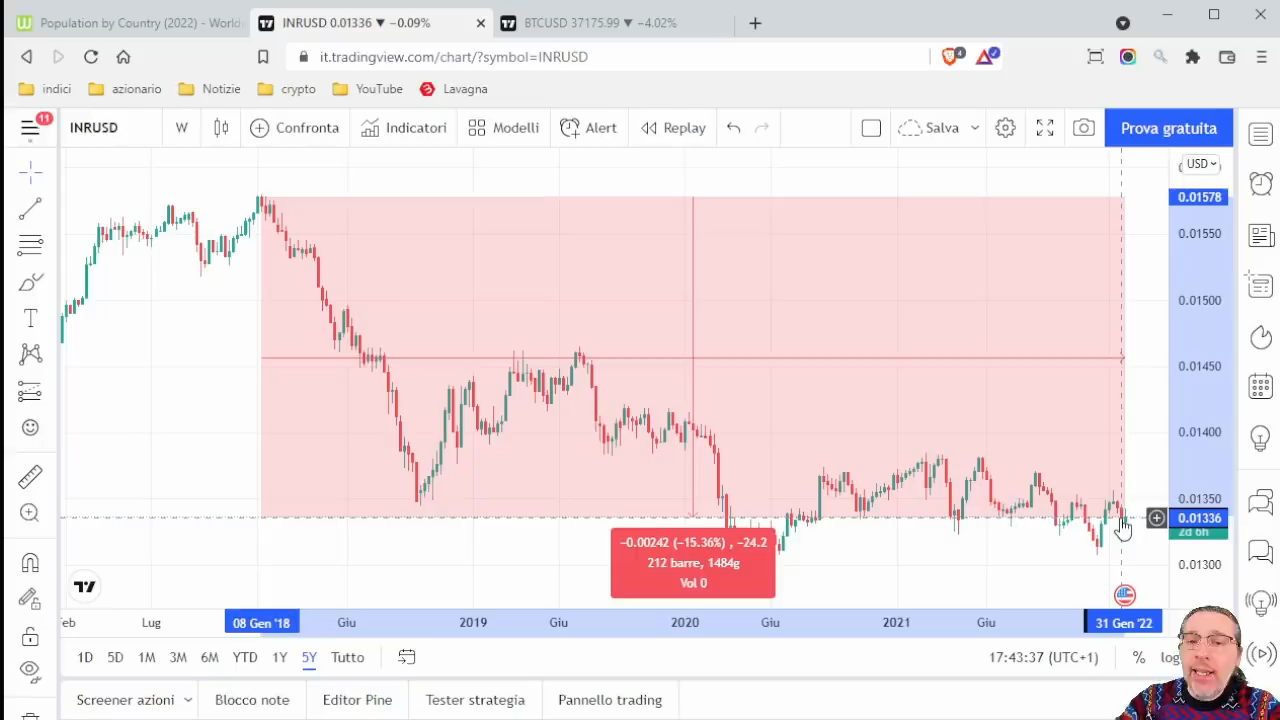 Population by Country (2022) - World
INRUSD 0.01336 ▼ −0.09%
BTCUSD 37175.99 ▼ −4.02%
it.tradingview.com/chart/?symbol=INRUSD
4
indici
azionario
Notizie
crypto
YouTube
Lavagna
11
INRUSD
W
Confronta
Indicatori
Modelli
Alert
Replay
Salva
Prova gratuita
USD
0.01578
0.01550
0.01500
0.01450
0.01400
0.01350
0.01336
2d 6h
0.01300
−0.00242 (−15.36%) , −24.2
212 barre, 1484g
Vol 0
eb
Lug
08 Gen '18
Giu
2019
Giu
2020
Giu
2021
Giu
31 Gen '22
1D
5D
1M
3M
6M
YTD
1Y
5Y
Tutto
17:43:37 (UTC+1)
%
log
Screener azioni
Blocco note
Editor Pine
Tester strategia
Pannello trading